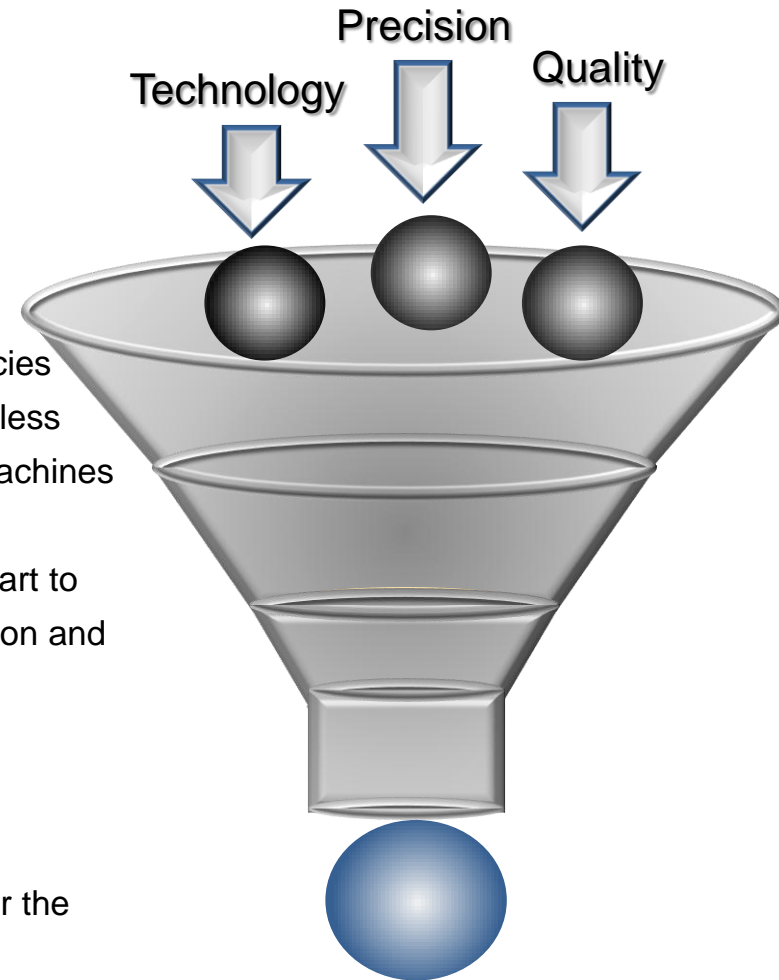 Precision
Technology
Quality
cies
less
achines
art to
on and
r the